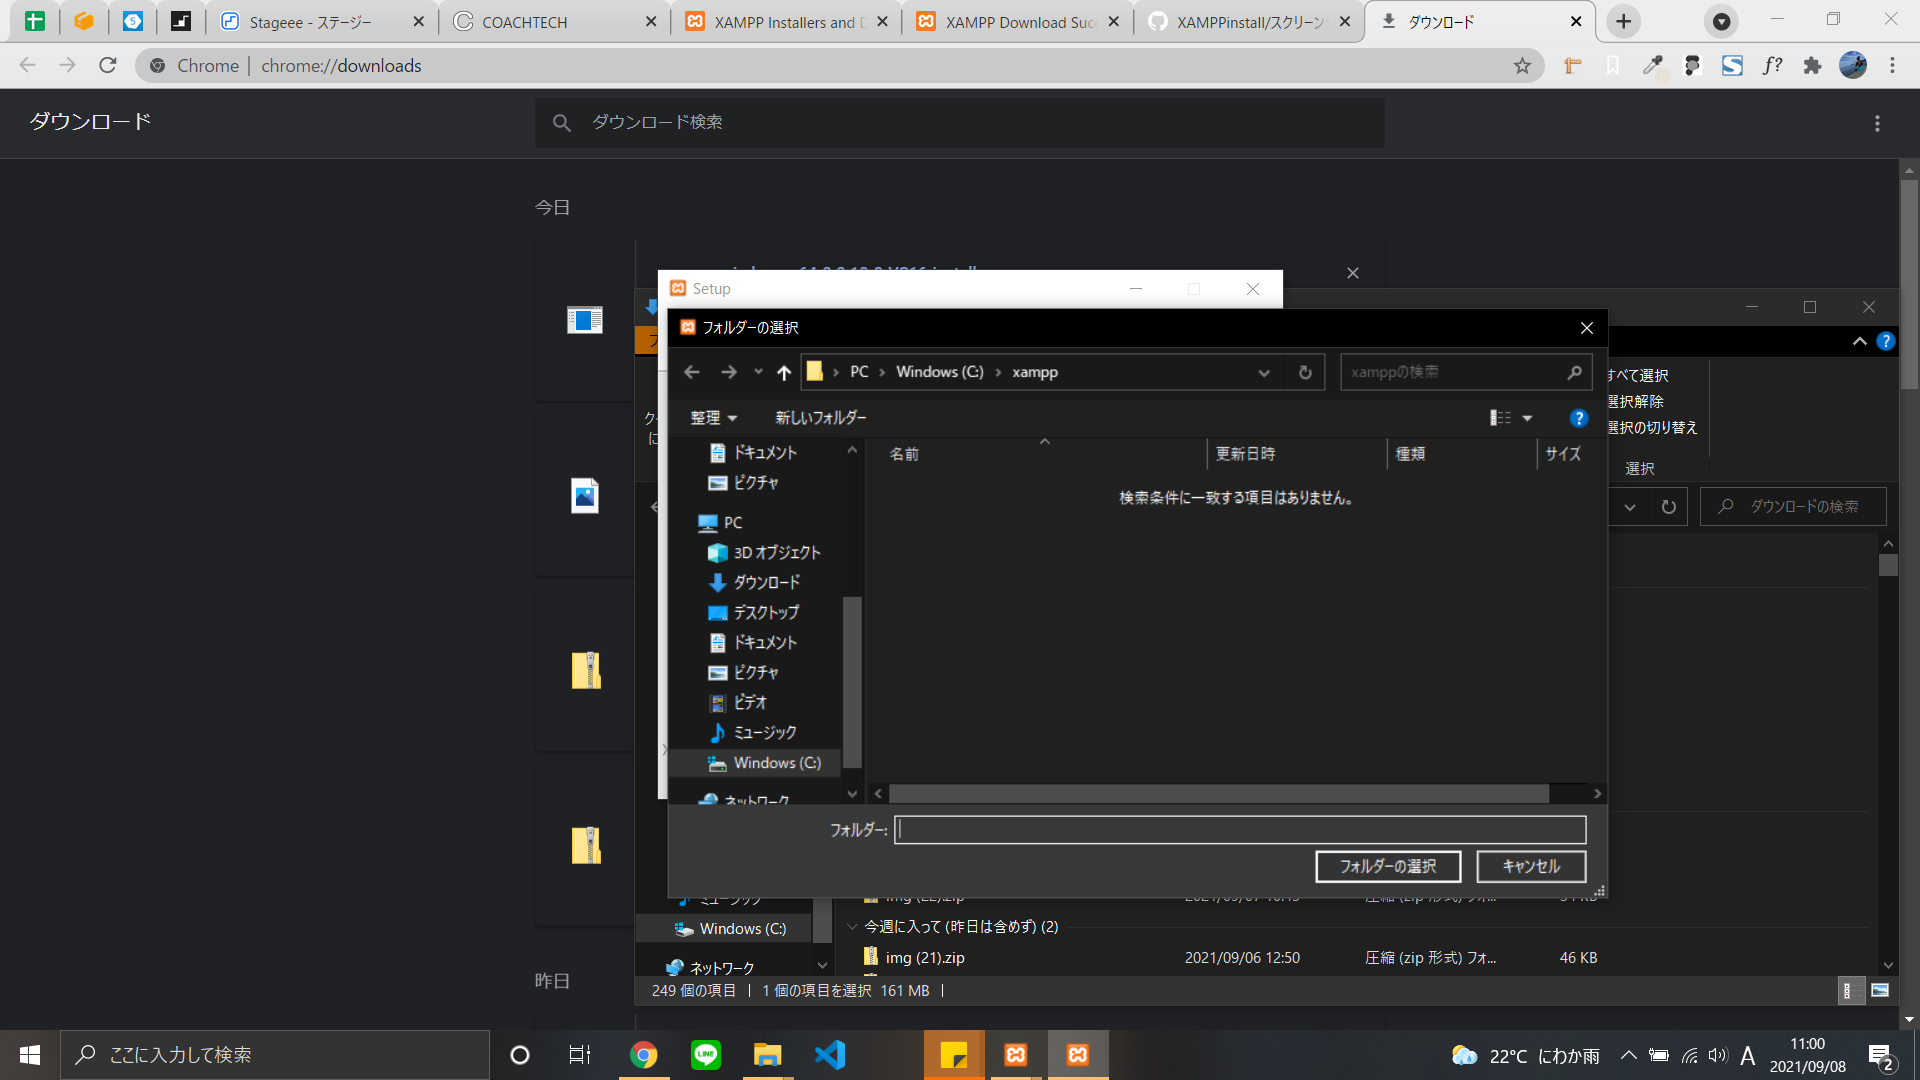 Stageee - ステージー
COACHTECH
XAMPP Installers and D
XAMPP Download Succ
XAMPPinstall/スクリーン
ダウンロード
Chrome | chrome://downloads
f?
ダウンロード
ダウンロード検索
今日
Setup
フォルダーの選択
PC > Windows (C:) > xampp
xamppの検索
すべて選択
選択解除
選択の切り替え
選択
整理
新しいフォルダー
ドキュメント
ピクチャ
PC
3D オブジェクト
ダウンロード
デスクトップ
ドキュメント
ピクチャ
ビデオ
ミュージック
Windows (C:)
ネットワーク
名前
更新日時
種類
サイズ
検索条件に一致する項目はありません。
ダウンロードの検索
フォルダー:
フォルダーの選択
キャンセル
ミュージック
img (22).zip
Windows (C:)
今週に入って (昨日は含めず) (2)
img (21).zip
2021/09/06 12:50
圧縮 (zip 形式) フォ...
46 KB
ネットワーク
昨日
249 個の項目
1 個の項目を選択 161 MB
ここに入力して検索
LINE
22°C にわか雨
A
11:00
2021/09/08
2